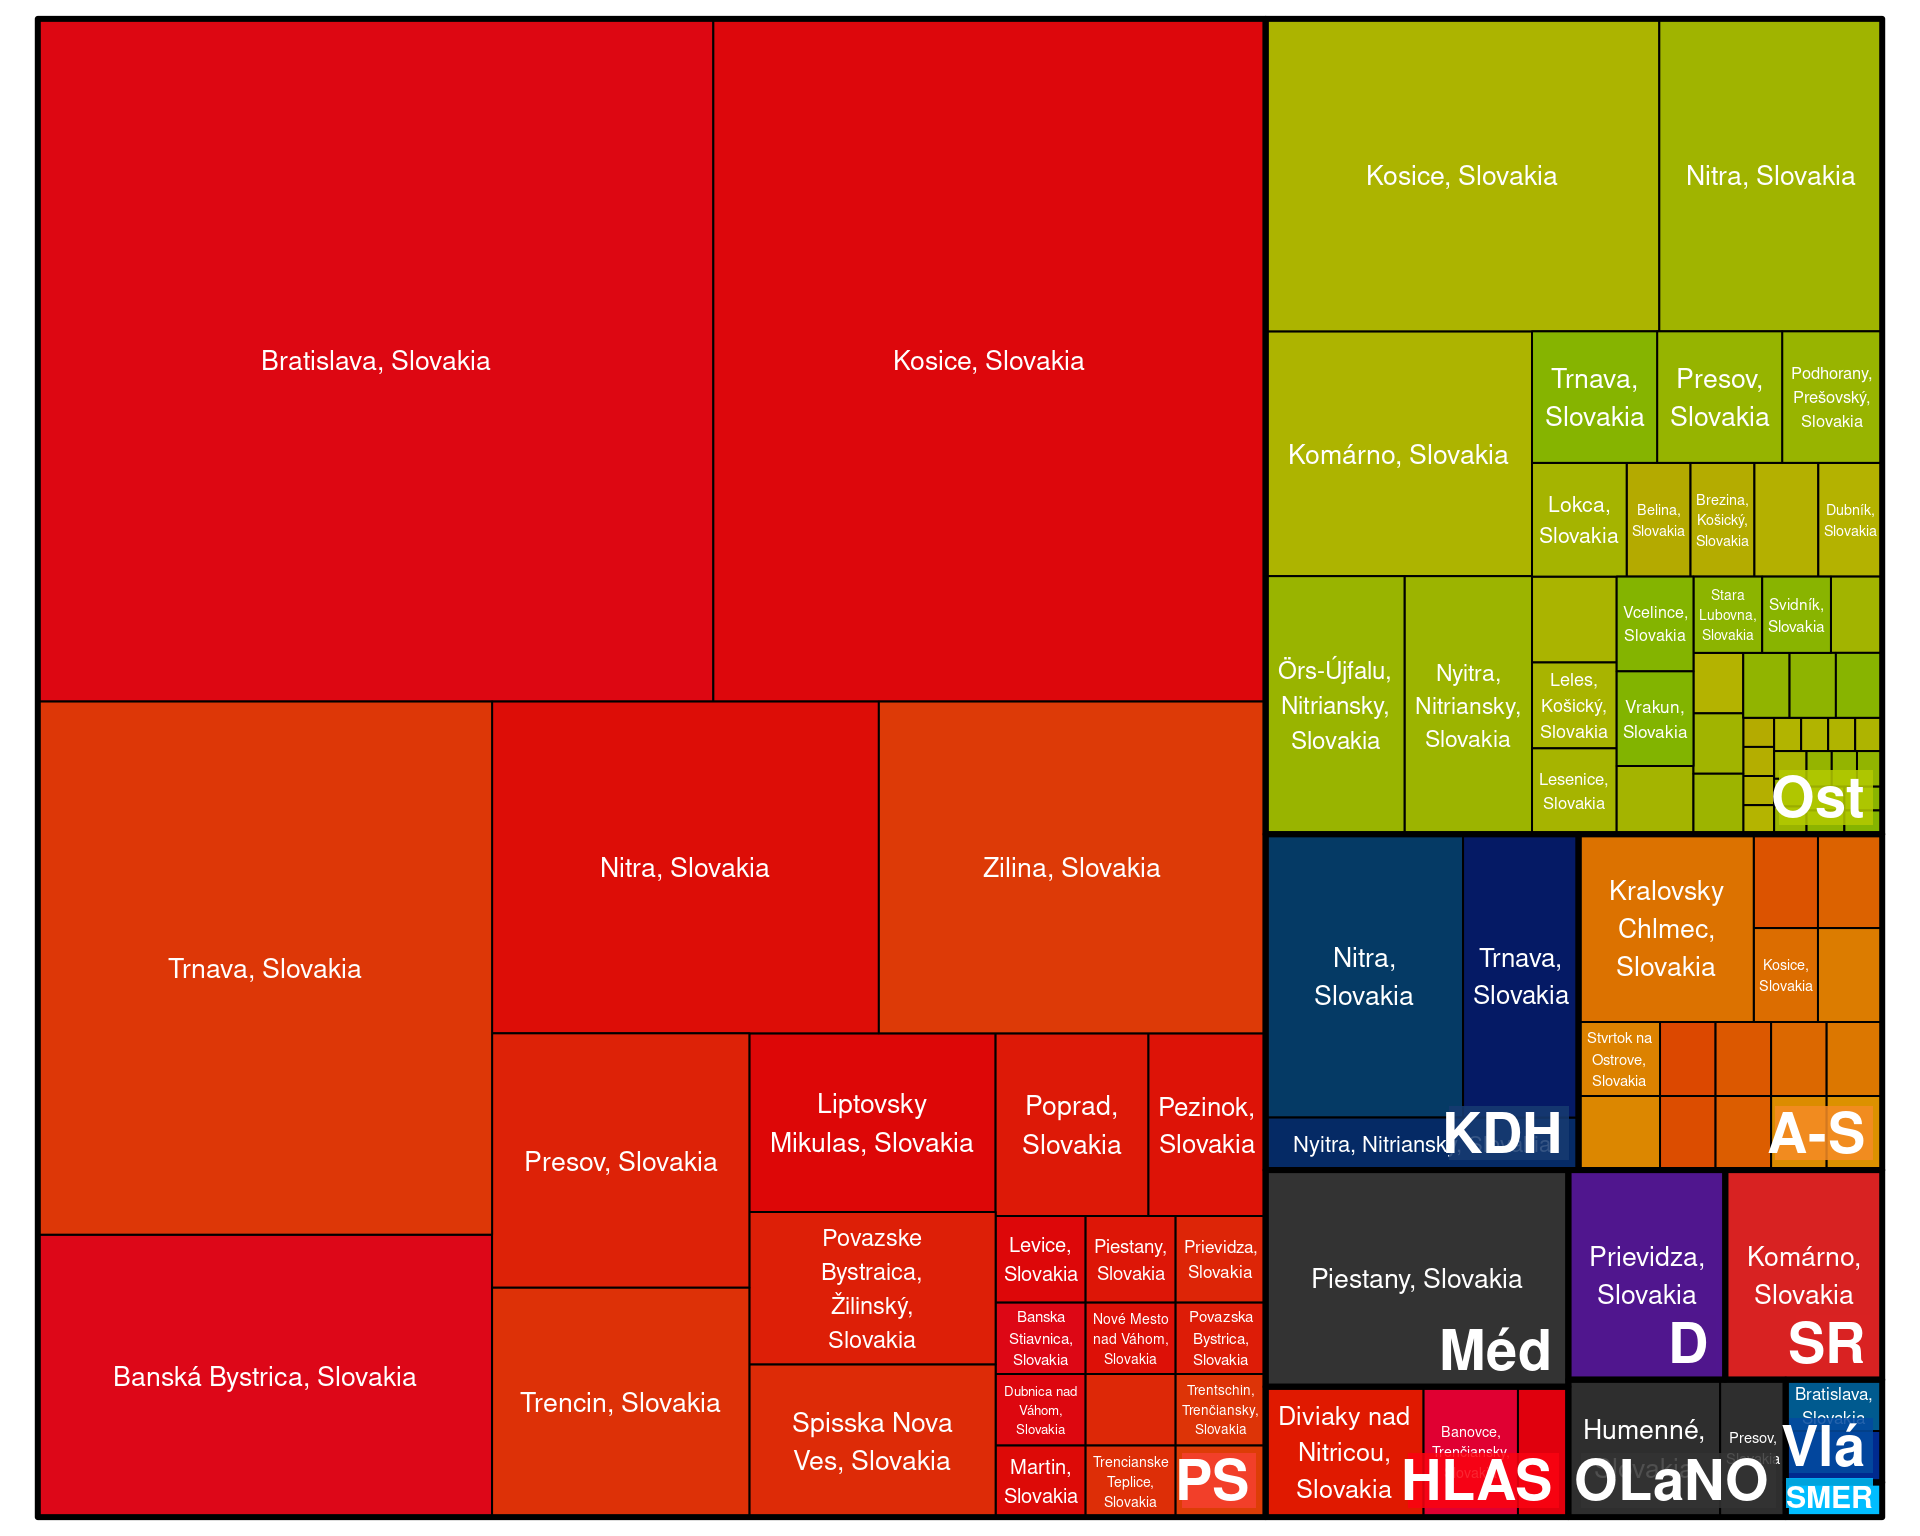 Bratislava, Slovakia
Kosice, Slovakia
Trnava, Slovakia
Nitra, Slovakia
Zilina, Slovakia
Banská Bystrica, Slovakia
Presov, Slovakia
Trencin, Slovakia
Liptovsky
Mikulas, Slovakia
Povazske
Bystraica,
Žilinský,
Slovakia
Spisska Nova
Ves, Slovakia
Poprad,
Slovakia
Pezinok,
Slovakia
Levice,
Slovakia
Piestany,
Slovakia
Prievidza,
Slovakia
Banska
Stiavnica,
Slovakia
Nové Mesto
nad Váhom,
Slovakia
Povazska
Bystrica,
Slovakia
Dubnica nad
Váhom,
Slovakia
Trentschin,
Trenčiansky,
Slovakia
Martin,
Slovakia
Trencianske
Teplice,
Slovakia
PS
Kosice, Slovakia
Nitra, Slovakia
Komárno, Slovakia
Trnava,
Slovakia
Presov,
Slovakia
Podhorany,
Prešovský,
Slovakia
Lokca,
Slovakia
Belina,
Slovakia
Brezina,
Košický,
Slovakia
Dubník,
Slovakia
Örs-Újfalu,
Nitriansky,
Slovakia
Nyitra,
Nitriansky,
Slovakia
Leles,
Košický,
Slovakia
Lesenice,
Slovakia
Vcelince,
Slovakia
Vrakun,
Slovakia
Stara
Lubovna,
Slovakia
Svidník,
Slovakia
Ost
Nitra,
Slovakia
Trnava,
Slovakia
Nyitra, Nitriansky, Slovakia
KDH
Kralovsky
Chlmec,
Slovakia
Kosice,
Slovakia
Stvrtok na
Ostrove,
Slovakia
A-S
Piestany, Slovakia
Méd
Prievidza,
Slovakia
D
Komárno,
Slovakia
SR
Diviaky nad
Nitricou,
Slovakia
Banovce,
Trenčiansky,
Slovakia
HLAS
Humenné,
Slovakia
Presov,
Slovakia
OLaNO
Bratislava,
Slovakia
Vlá
SMER